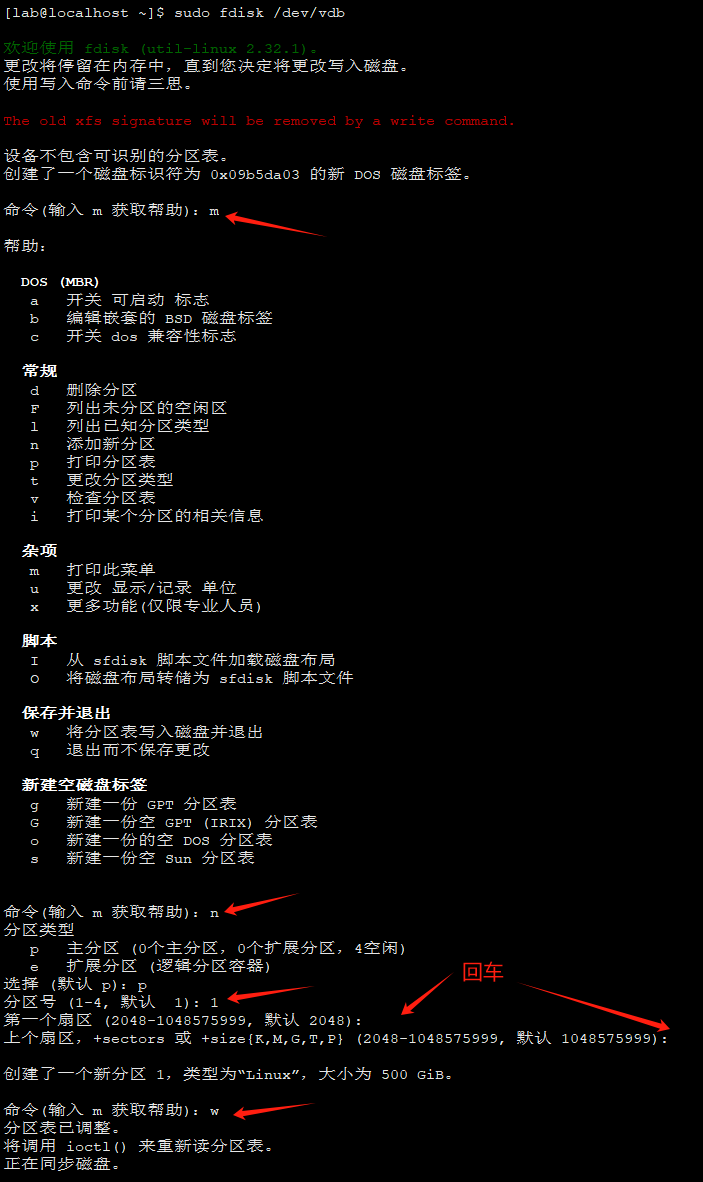 [lab@localhost ~]$ sudo fdisk /dev/vdb
欢迎使用 fdisk (util-linux 2.32.1)。
更改将停留在内存中，直到您决定将更改写入磁盘。
使用写入命令前请三思。
The old xfs signature will be removed by a write command.
设备不包含可识别的分区表。
创建了一个磁盘标识符为 0x09b5da03 的新 DOS 磁盘标签。
命令(输入 m 获取帮助)：m
帮助：
DOS (MBR)
a 开关 可启动 标志
b 编辑嵌套的 BSD 磁盘标签
c 开关 dos 兼容性标志
常规
d 删除分区
F 列出未分区的空闲区
l 列出已知分区类型
n 添加新分区
p 打印分区表
t 更改分区类型
v 检查分区表
i 打印某个分区的相关信息
杂项
m 打印此菜单
u 更改 显示/记录 单位
x 更多功能(仅限专业人员)
脚本
I 从 sfdisk 脚本文件加载磁盘布局
O 将磁盘布局转储为 sfdisk 脚本文件
保存并退出
w 将分区表写入磁盘并退出
q 退出而不保存更改
新建空磁盘标签
g 新建一份 GPT 分区表
G 新建一份空 GPT (IRIX) 分区表
o 新建一份的空 DOS 分区表
s 新建一份空 Sun 分区表
命令(输入 m 获取帮助)：n
分区类型
p 主分区 (0个主分区，0个扩展分区，4空闲)
e 扩展分区 (逻辑分区容器)
选择 (默认 p)：p
回车
分区号 (1-4, 默认  1): 1
第一个扇区 (2048-1048575999, 默认 2048):
上个扇区，+sectors 或 +size{K,M,G,T,P} (2048-1048575999, 默认 1048575999):
创建了一个新分区 1，类型为“Linux”，大小为 500 GiB。
命令(输入 m 获取帮助)：w
分区表已调整。
将调用 ioctl() 来重新读分区表。
正在同步磁盘。